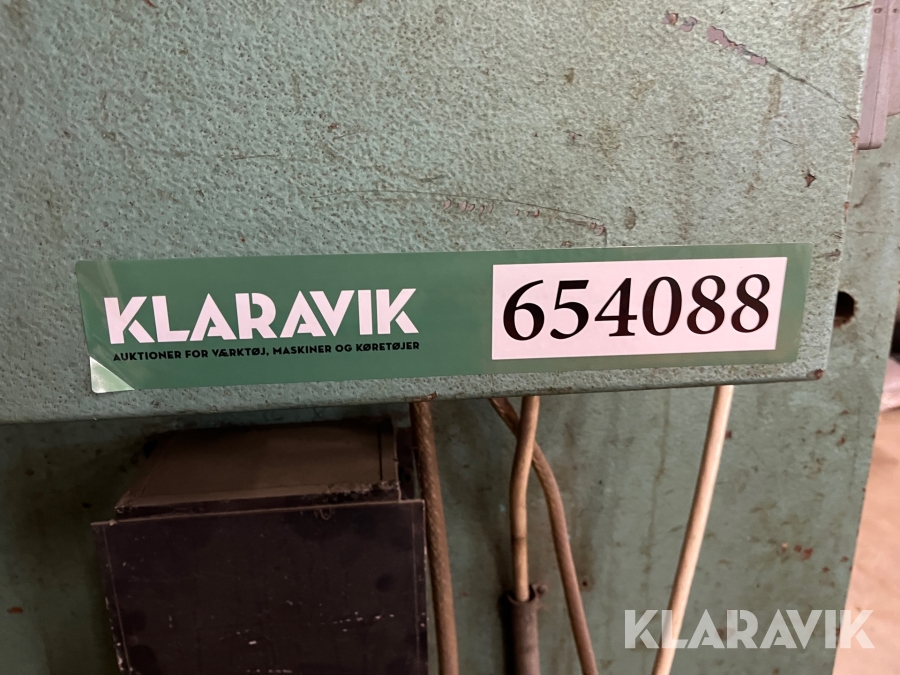 KLARAVIK
AUKTIONER FOR VÆRKTØJ, MASKINER OG KØRETØJER
654088
KLARAVIK